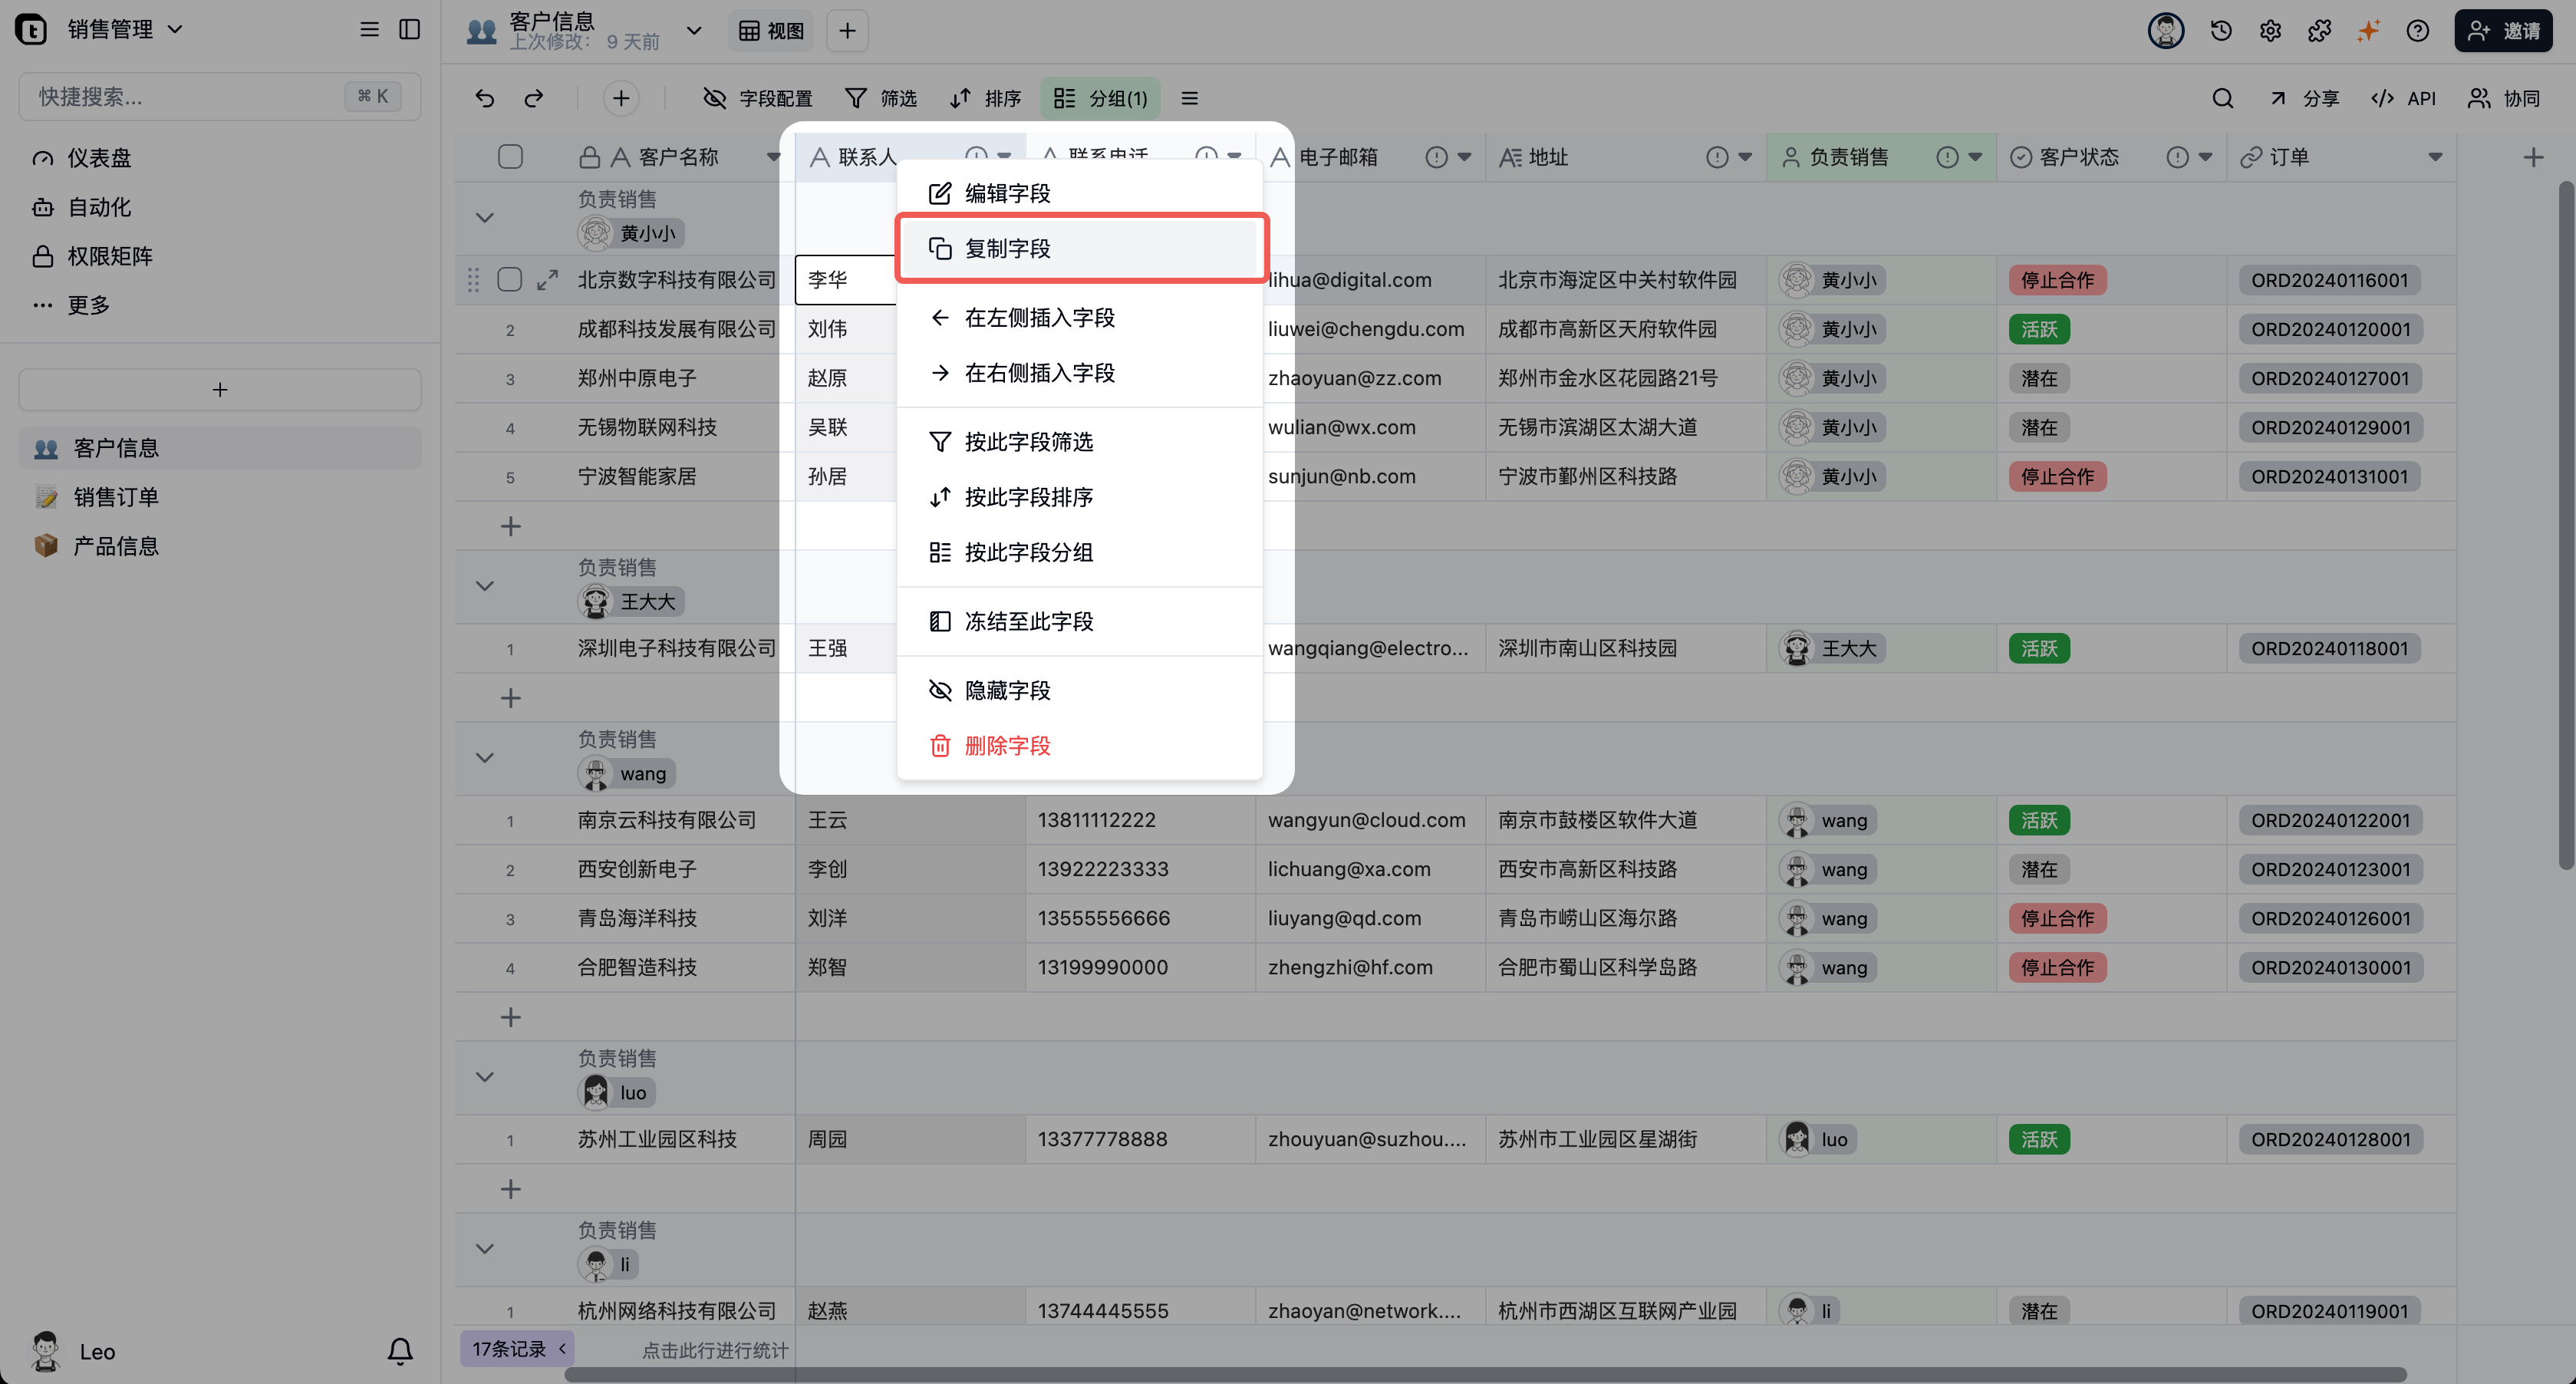 销售管理
快捷搜索...
⌘ K
仪表盘
自动化
权限矩阵
更多
客户信息
销售订单
产品信息
Leo
客户信息
上次修改： 9 天前
视图
邀请
字段配置
筛选
排序
分组(1)
分享
API
协同
客户名称
联系人
联系电话
电子邮箱
地址
负责销售
客户状态
订单
编辑字段
复制字段
在左侧插入字段
在右侧插入字段
按此字段筛选
按此字段排序
按此字段分组
冻结至此字段
隐藏字段
删除字段
负责销售
黄小小
北京数字科技有限公司 李华 lihua@digital.com 北京市海淀区中关村软件园 黄小小 停止合作 ORD20240116001
2 成都科技发展有限公司 刘伟 liuwei@chengdu.com 成都市高新区天府软件园 黄小小 活跃 ORD20240120001
3 郑州中原电子 赵原 zhaoyuan@zz.com 郑州市金水区花园路21号 黄小小 潜在 ORD20240127001
4 无锡物联网科技 吴联 wulian@wx.com 无锡市滨湖区太湖大道 黄小小 潜在 ORD20240129001
5 宁波智能家居 孙居 sunjun@nb.com 宁波市鄞州区科技路 黄小小 停止合作 ORD20240131001
负责销售
王大大
1 深圳电子科技有限公司 王强 wangqiang@electro... 深圳市南山区科技园 王大大 活跃 ORD20240118001
负责销售
wang
1 南京云科技有限公司 王云 13811112222 wangyun@cloud.com 南京市鼓楼区软件大道 wang 活跃 ORD20240122001
2 西安创新电子 李创 13922223333 lichuang@xa.com 西安市高新区科技路 wang 潜在 ORD20240123001
3 青岛海洋科技 刘洋 13555556666 liuyang@qd.com 青岛市崂山区海尔路 wang 停止合作 ORD20240126001
4 合肥智造科技 郑智 13199990000 zhengzhi@hf.com 合肥市蜀山区科学岛路 wang 停止合作 ORD20240130001
负责销售
luo
1 苏州工业园区科技 周园 13377778888 zhouyuan@suzhou.... 苏州市工业园区星湖街 luo 活跃 ORD20240128001
负责销售
li
1 杭州网络科技有限公司 赵燕 13744445555 zhaoyan@network.... 杭州市西湖区互联网产业园 li 潜在 ORD20240119001
17条记录
点击此行进行统计